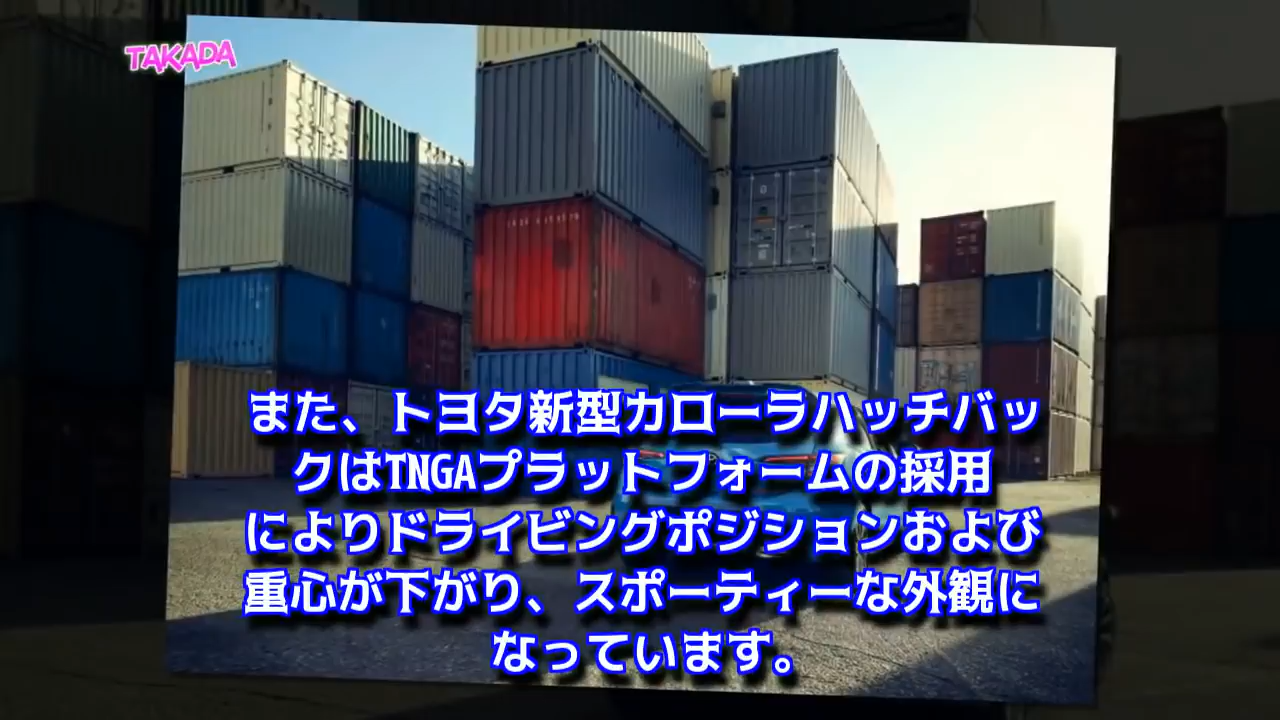 TAKADA
また、トヨタ新型カローラハッチバッ
クはTNGAプラットフォームの採用
によりドライビングポジションおよび
重心が下がり、スポーティーな外観に
なっています。